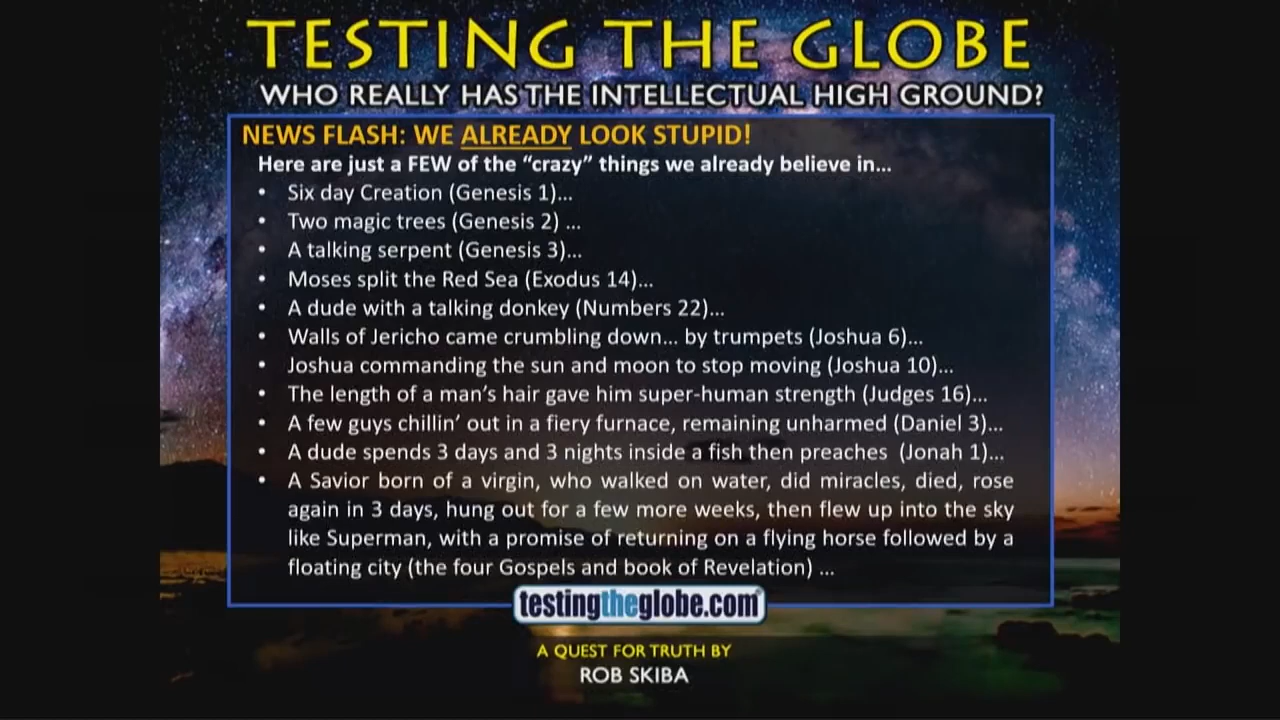 TESTING THE GLOBE
WHO REALLY HAS THE INTELLECTUAL HIGH GROUND?
NEWS FLASH: WE ALREADY LOOK STUPID!
Here are just a FEW of the “crazy” things we already believe in...
• Six day Creation (Genesis 1)...
• Two magic trees (Genesis 2) ...
• A talking serpent (Genesis 3)...
• Moses split the Red Sea (Exodus 14)...
• A dude with a talking donkey (Numbers 22)...
• Walls of Jericho came crumbling down... by trumpets (Joshua 6)...
• Joshua commanding the sun and moon to stop moving (Joshua 10)...
• The length of a man’s hair gave him super-human strength (Judges 16)...
• A few guys chillin’ out in a fiery furnace, remaining unharmed (Daniel 3)...
• A dude spends 3 days and 3 nights inside a fish then preaches (Jonah 1)...
• A Savior born of a virgin, who walked on water, did miracles, died, rose
again in 3 days, hung out for a few more weeks, then flew up into the sky
like Superman, with a promise of returning on a flying horse followed by a
floating city (the four Gospels and book of Revelation) ...
testingtheglobe.com
A QUEST FOR TRUTH BY
ROB SKIBA